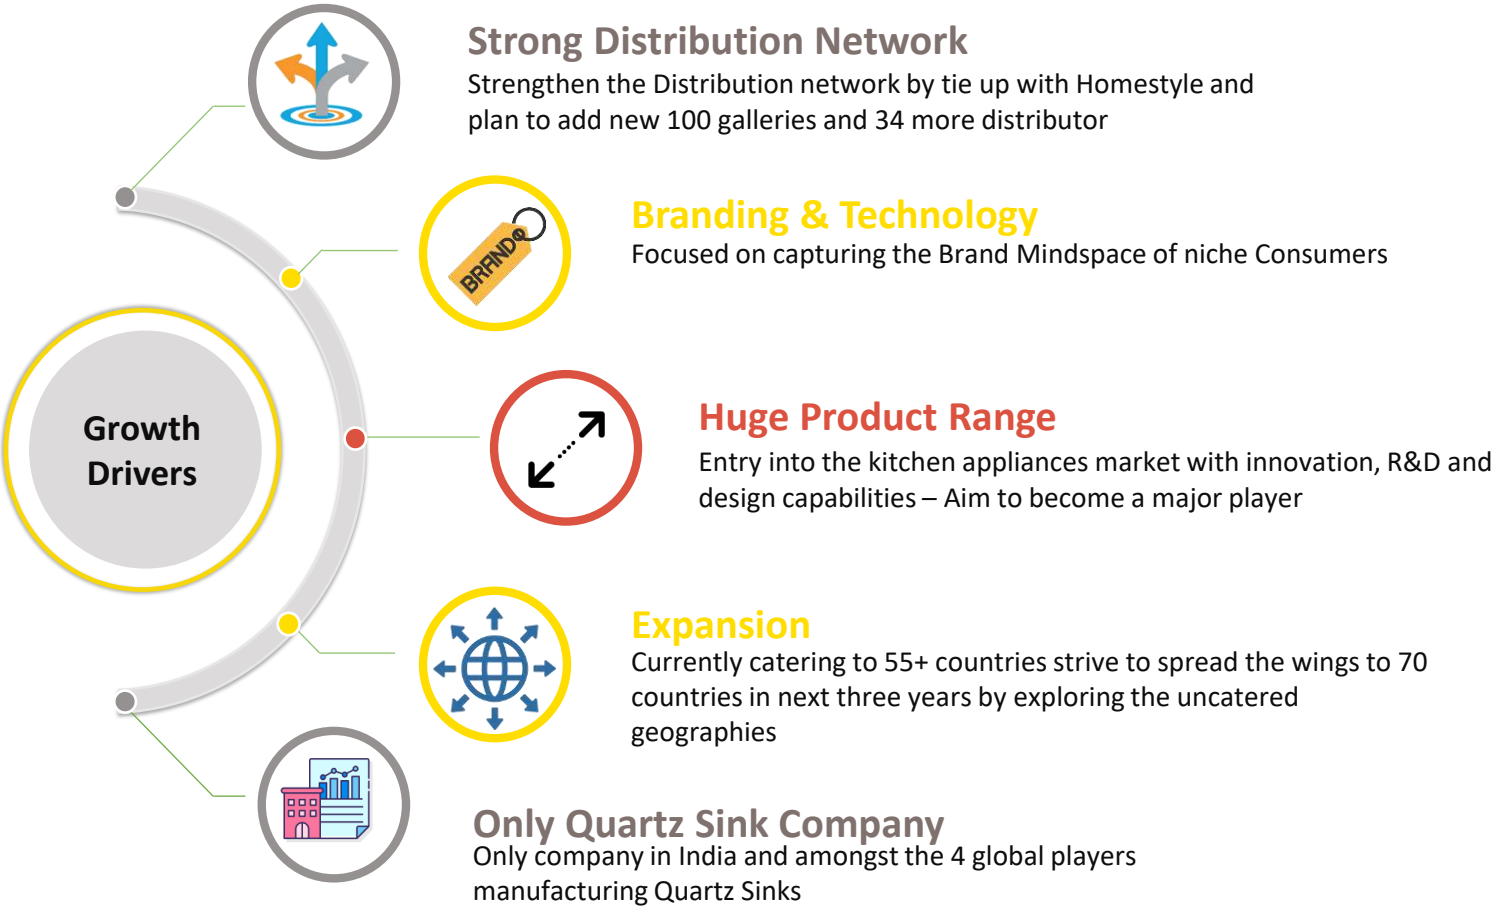 Strong Distribution Network
Strengthen the Distribution network by tie up with Homestyle and
plan to add new 100 galleries and 34 more distributor
BRAND
Branding & Technology
Focused on capturing the Brand Mindspace of niche Consumers
Growth
Drivers
Huge Product Range
Entry into the kitchen appliances market with innovation, R&D and
design capabilities – Aim to become a major player
Expansion
Currently catering to 55+ countries strive to spread the wings to 70
countries in next three years by exploring the uncatered
geographies
Only Quartz Sink Company
Only company in India and amongst the 4 global players
manufacturing Quartz Sinks